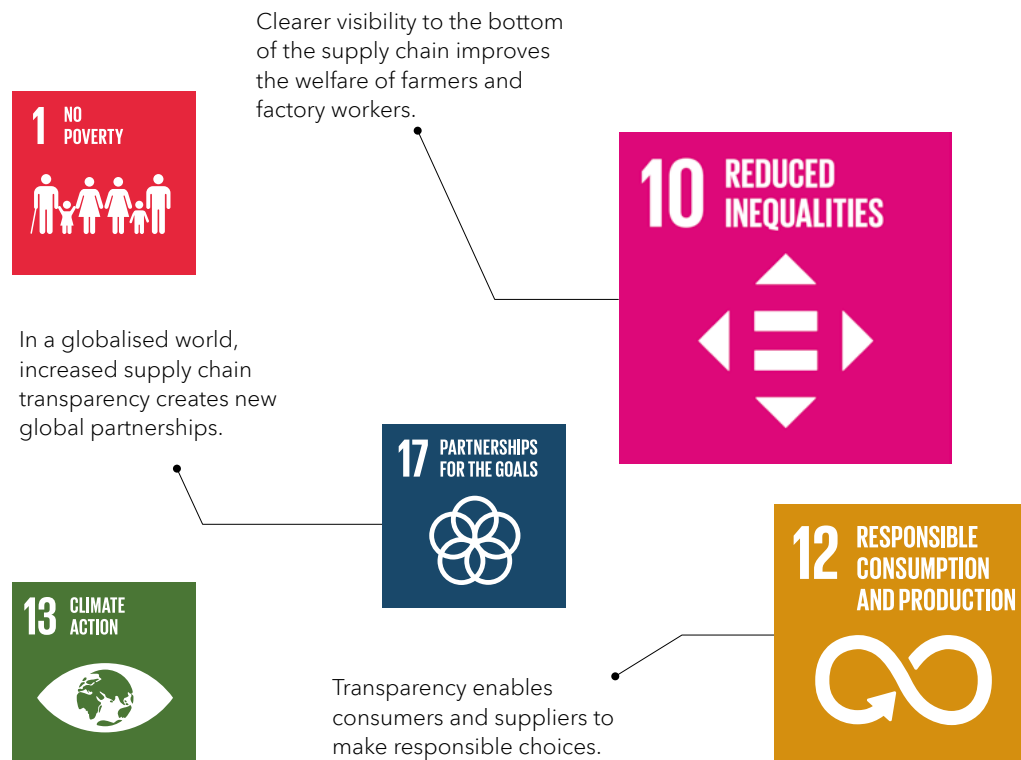 Clearer visibility to the bottom
of the supply chain improves
the welfare of farmers and
factory workers.
1 NO
POVERTY
10 REDUCED
INEQUALITIES
In a globalised world,
increased supply chain
transparency creates new
global partnerships.
17 PARTNERSHIPS
FOR THE GOALS
12 RESPONSIBLE
CONSUMPTION
AND PRODUCTION
13 CLIMATE
ACTION
Transparency enables
consumers and suppliers to
make responsible choices.